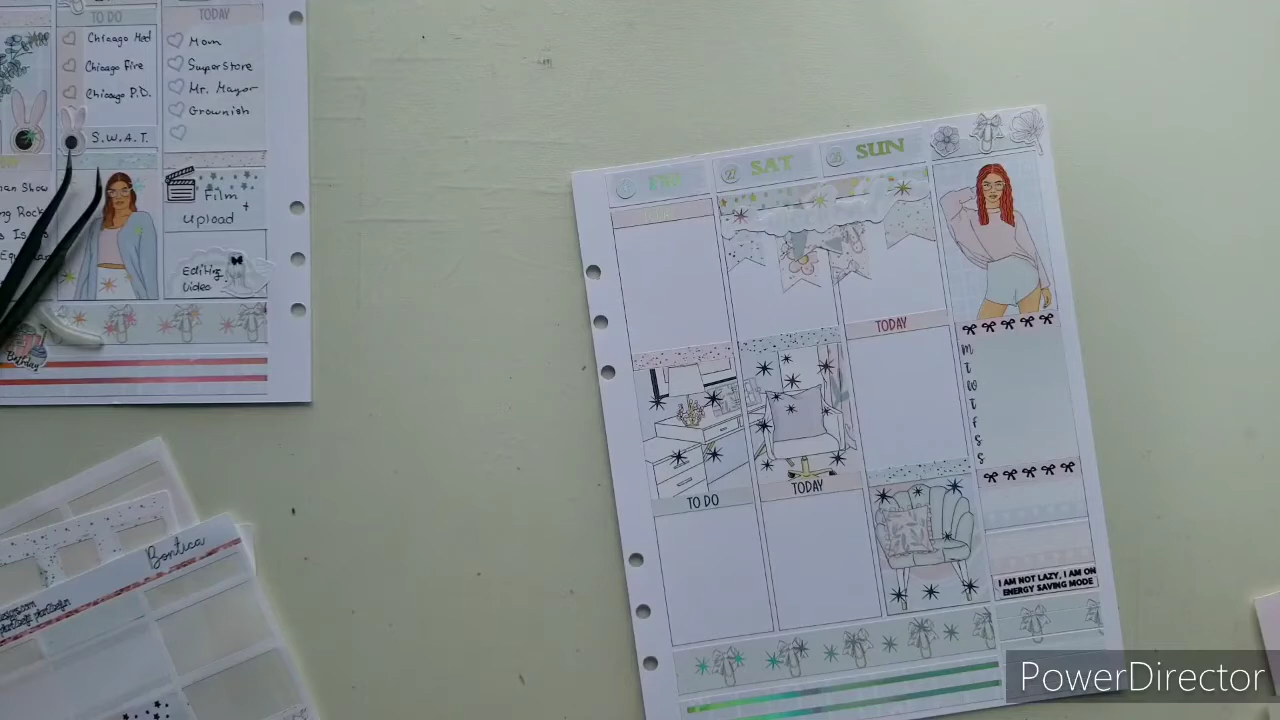 TO DO
Chicago Med
Chicago Fire
Chicago P.D.
S.W.A.T.
TODAY
Mom
SuperStore
Mr. Mayor
Grownish
Film +
Upload
Editing
Video
Birthday
Bontica
SAT
SUN
TODAY
M
T
W
T
F
S
S
TO DO
TODAY
I AM NOT LAZY, I AM ON
ENERGY SAVING MODE
PowerDirector